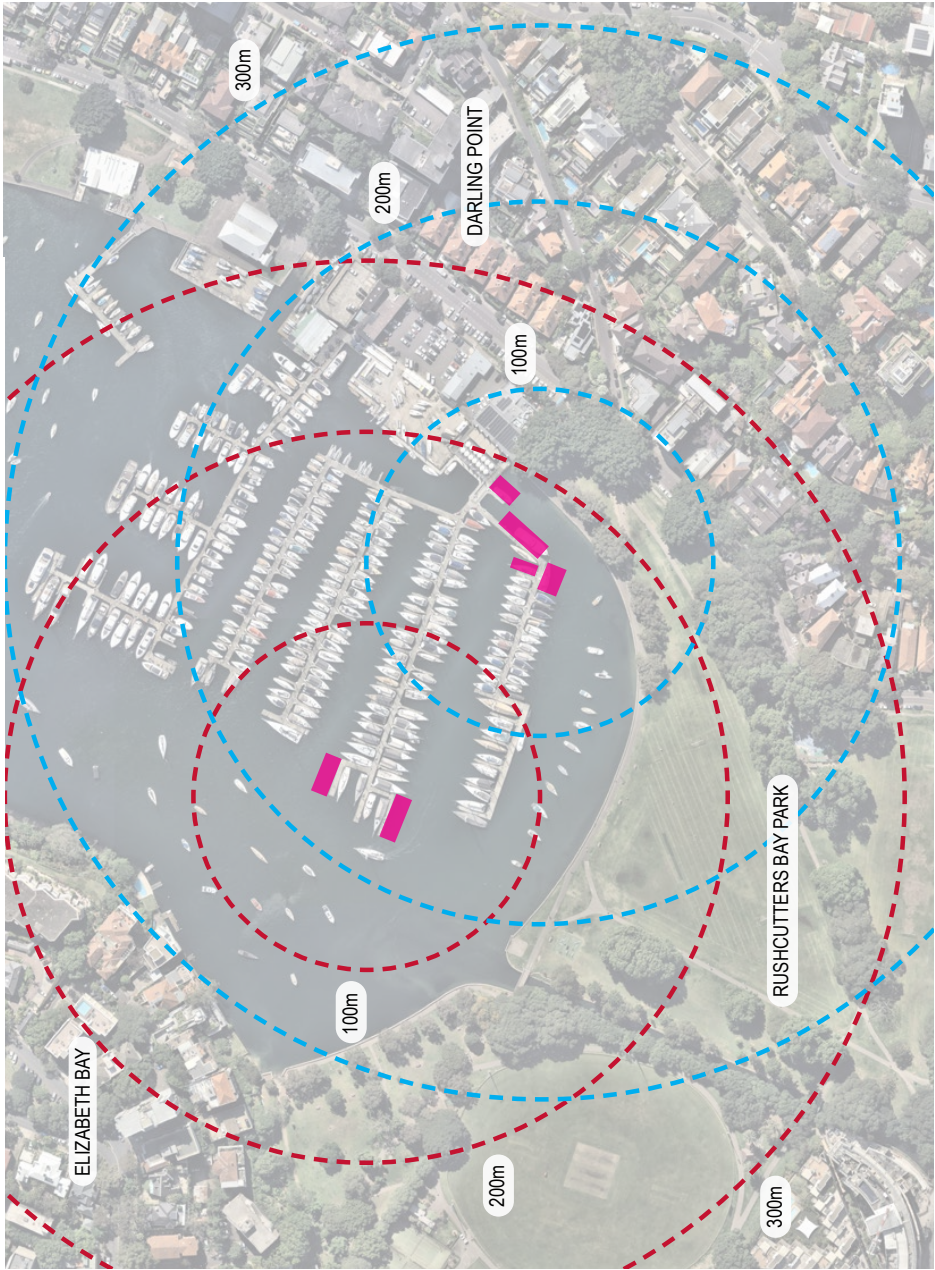 300m
200m
DARLING POINT
100m
ELIZABETH BAY
100m
200m
RUSHCUTTERS BAY PARK
300m